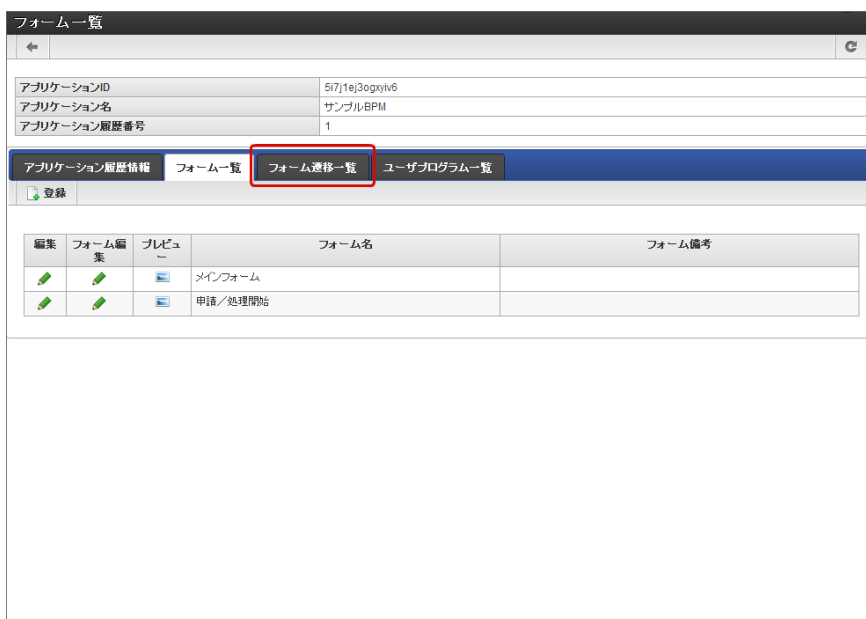 フォーム一覧
アプリケーションID 5i7j1ej3ogxyiv6
アプリケーション名 サンプルBPM
アプリケーション履歴番号 1
アプリケーション履歴情報 フォーム一覧 フォーム遷移一覧 ユーザプログラム一覧
登録
編集 フォーム編集 プレビュー フォーム名 フォーム備考
メインフォーム
申請/処理開始